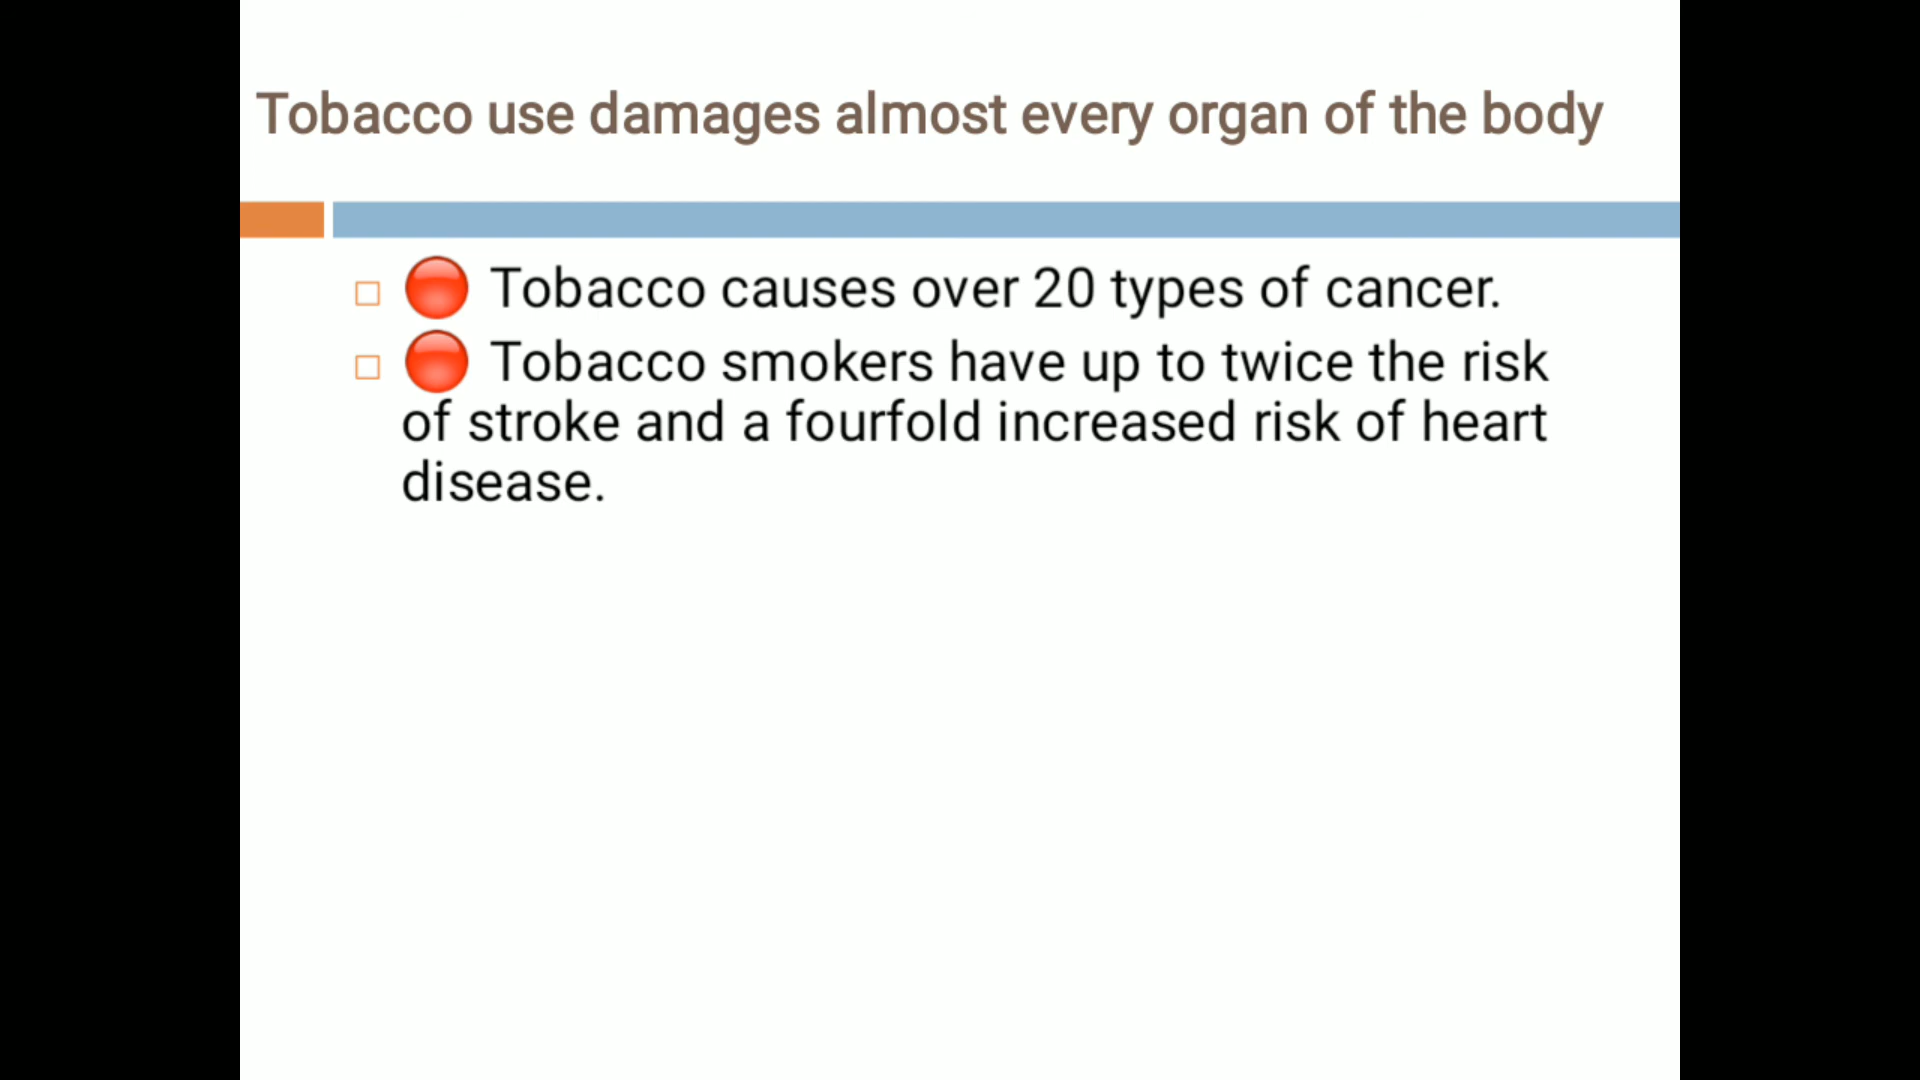 Tobacco use damages almost every organ of the body
Tobacco causes over 20 types of cancer.
Tobacco smokers have up to twice the risk
of stroke and a fourfold increased risk of heart
disease.